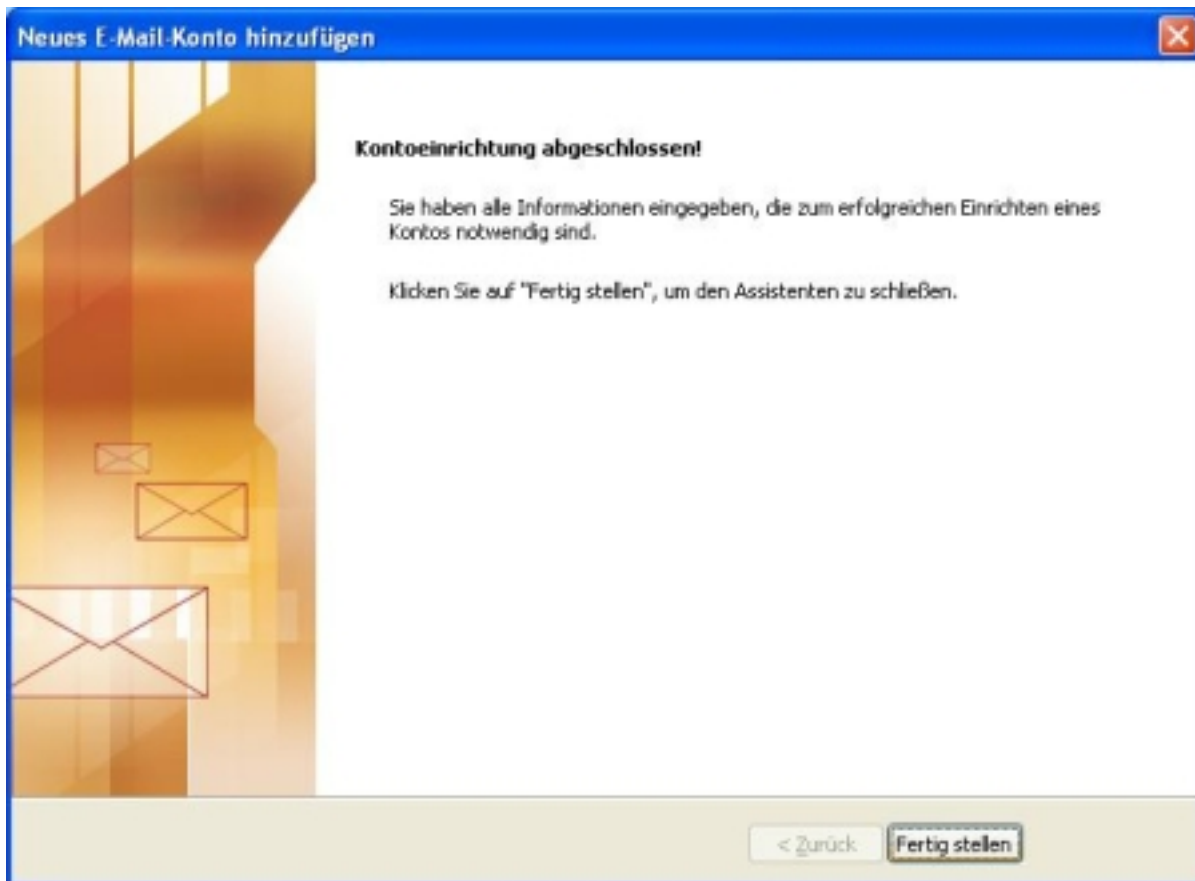 Neues E-Mail-Konto hinzufügen
Kontoeinrichtung abgeschlossen!
Sie haben alle Informationen eingegeben, die zum erfolgreichen Einrichten eines
Kontos notwendig sind.
Klicken Sie auf "Fertig stellen", um den Assistenten zu schließen.
< Zurück
Fertig stellen